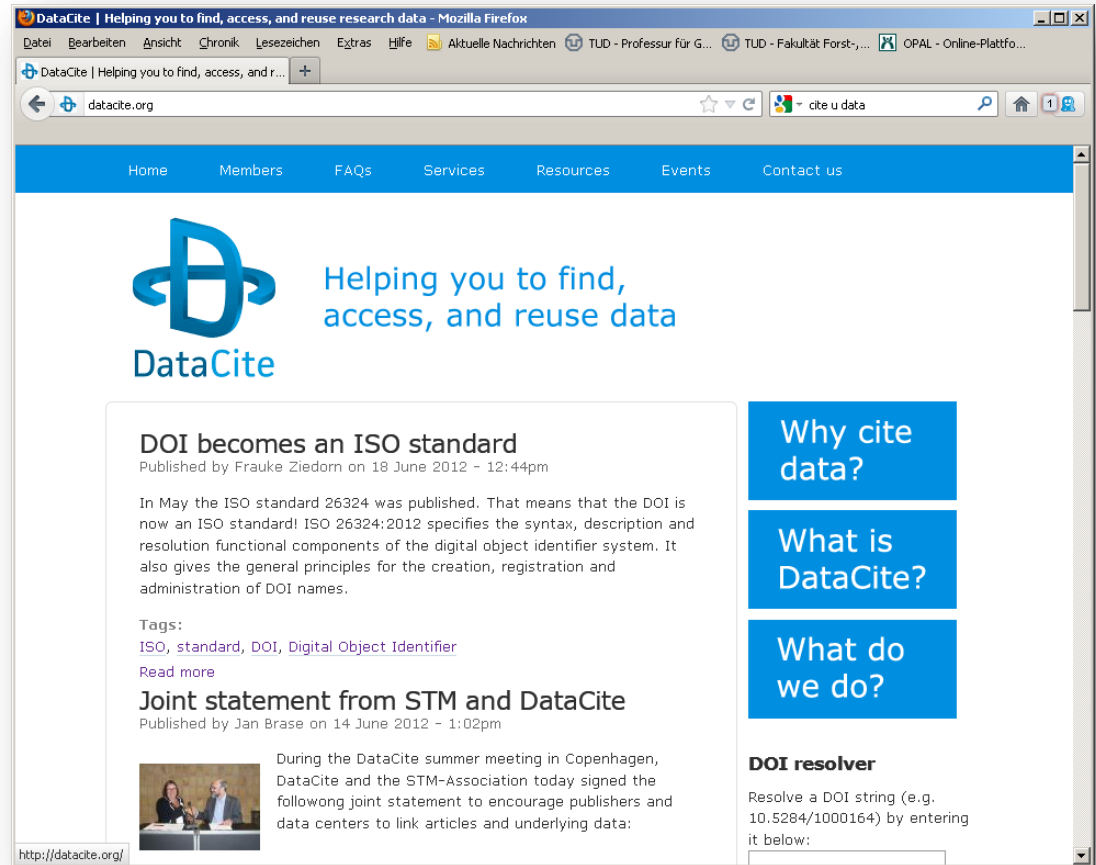 DataCite | Helping you to find, access, and reuse research data - Mozilla Firefox
Datei Bearbeiten Ansicht Chronik Lesezeichen Extras Hilfe Aktuelle Nachrichten TUD - Professur für G... TUD - Fakultät Forst-,... OPAL - Online-Plattfo...
DataCite | Helping you to find, access, and r...
datacite.org
cite u data
1
Home Members FAQs Services Resources Events Contact us
Helping you to find,
access, and reuse data
DataCite
DOI becomes an ISO standard
Published by Frauke Ziedorn on 18 June 2012 - 12:44pm
In May the ISO standard 26324 was published. That means that the DOI is
now an ISO standard! ISO 26324:2012 specifies the syntax, description and
resolution functional components of the digital object identifier system. It
also gives the general principles for the creation, registration and
administration of DOI names.
Tags:
ISO, standard, DOI, Digital Object Identifier
Read more
Joint statement from STM and DataCite
Published by Jan Brase on 14 June 2012 - 1:02pm
During the DataCite summer meeting in Copenhagen,
DataCite and the STM-Association today signed the
followong joint statement to encourage publishers and
data centers to link articles and underlying data:
Why cite
data?
What is
DataCite?
What do
we do?
DOI resolver
Resolve a DOI string (e.g.
10.5284/1000164) by entering
it below:
http://datacite.org/